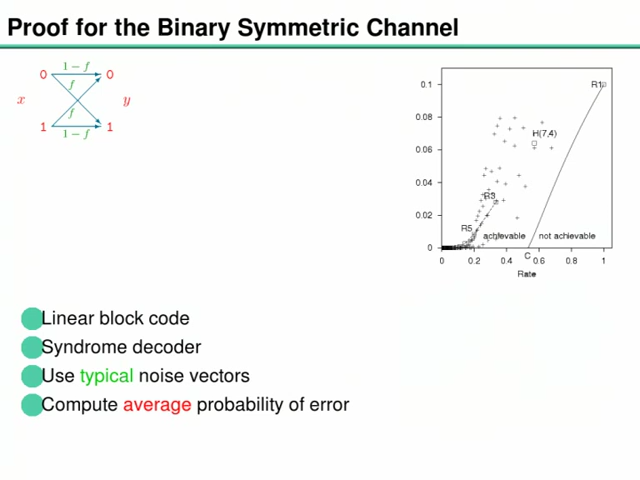 Proof for the Binary Symmetric Channel
1 − f
0 0
f
x y
f
1 1
1 − f
0.1
R1
0.08
H(7,4)
0.06
0.04
R3
0.02
R5
achievable not achievable
0
C
0 0.2 0.4 0.6 0.8 1
Rate
Linear block code
Syndrome decoder
Use typical noise vectors
Compute average probability of error